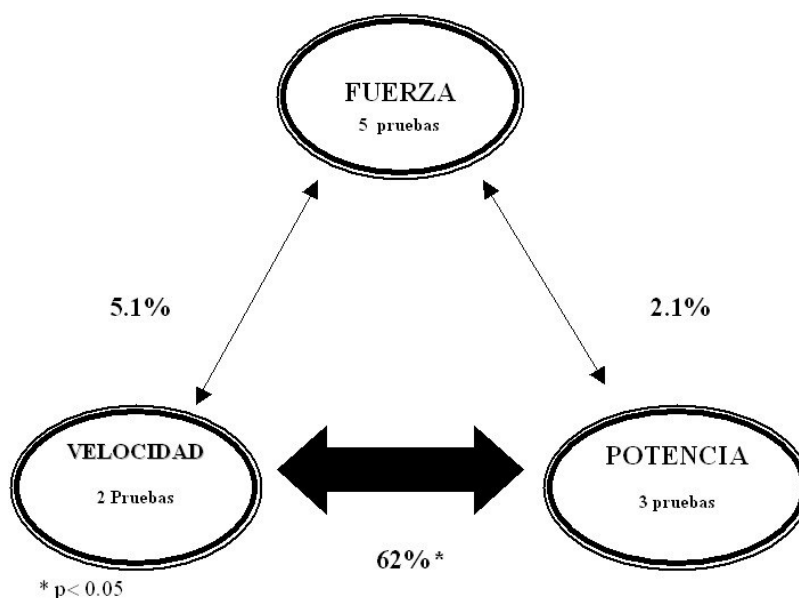 FUERZA
5 pruebas
5.1%
2.1%
VELOCIDAD
2 Pruebas
POTENCIA
3 pruebas
62%*
* p< 0.05